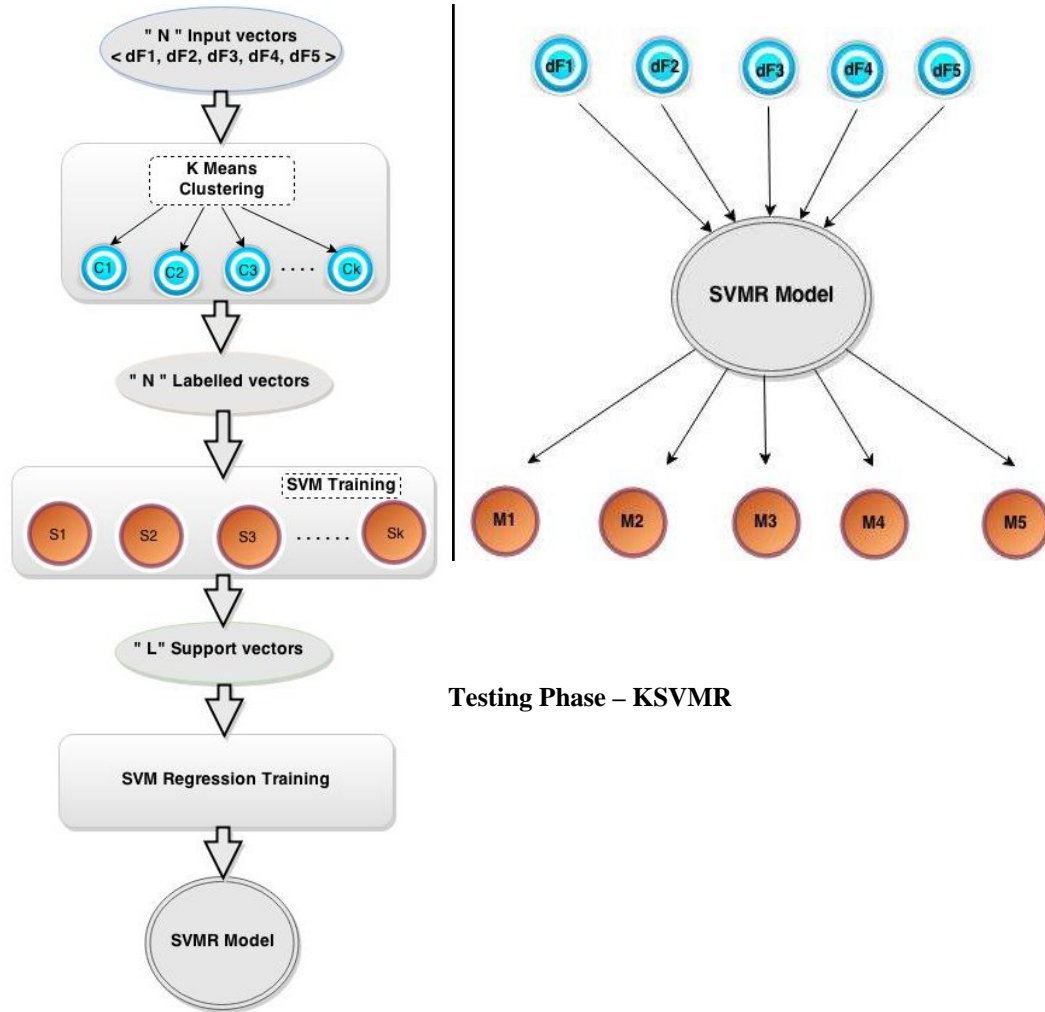 " N " Input vectors
< dF1, dF2, dF3, dF4, dF5 >
K Means
Clustering
C1 C2 C3 .... Ck
" N " Labelled vectors
SVM Training
S1 S2 S3 ...... Sk
" L" Support vectors
SVM Regression Training
SVMR Model
dF1 dF2 dF3 dF4 dF5
SVMR Model
M1 M2 M3 M4 M5
Testing Phase – KSVMR